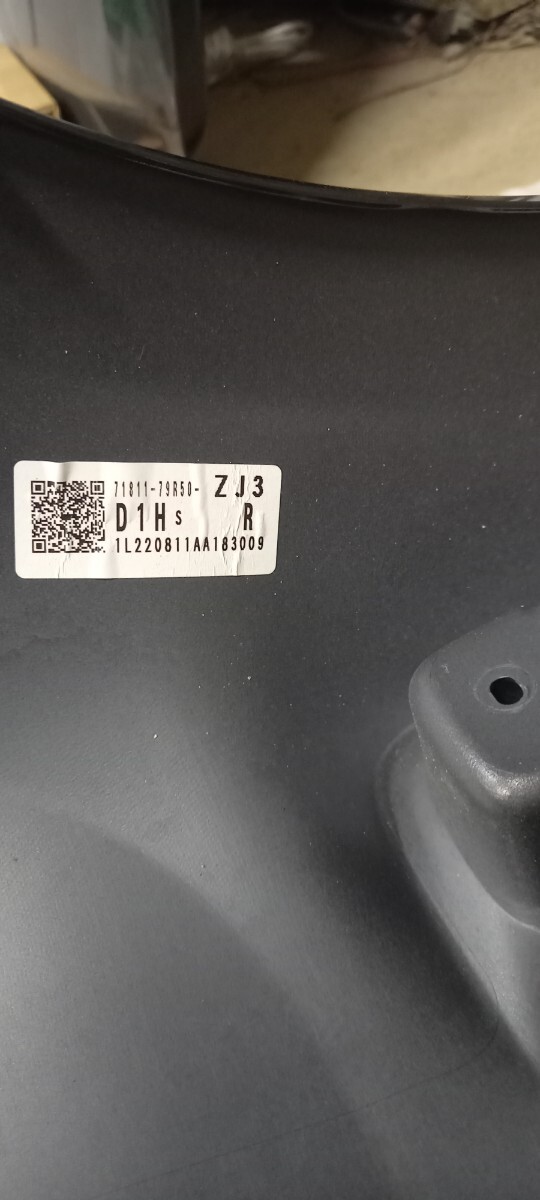 71811-79R50- ZJ3
D1H S R
1L220811AA183009